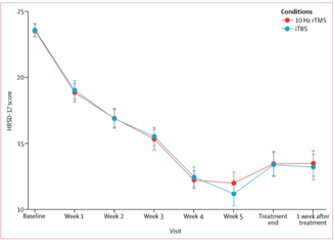 Conditions
10 Hz rTMS
iTBS
25
20
15
10
HRSD-17 score
Baseline
Week 1
Week 2
Week 3
Week 4
Week 5
Treatment
end
1 week after
treatment
Visit